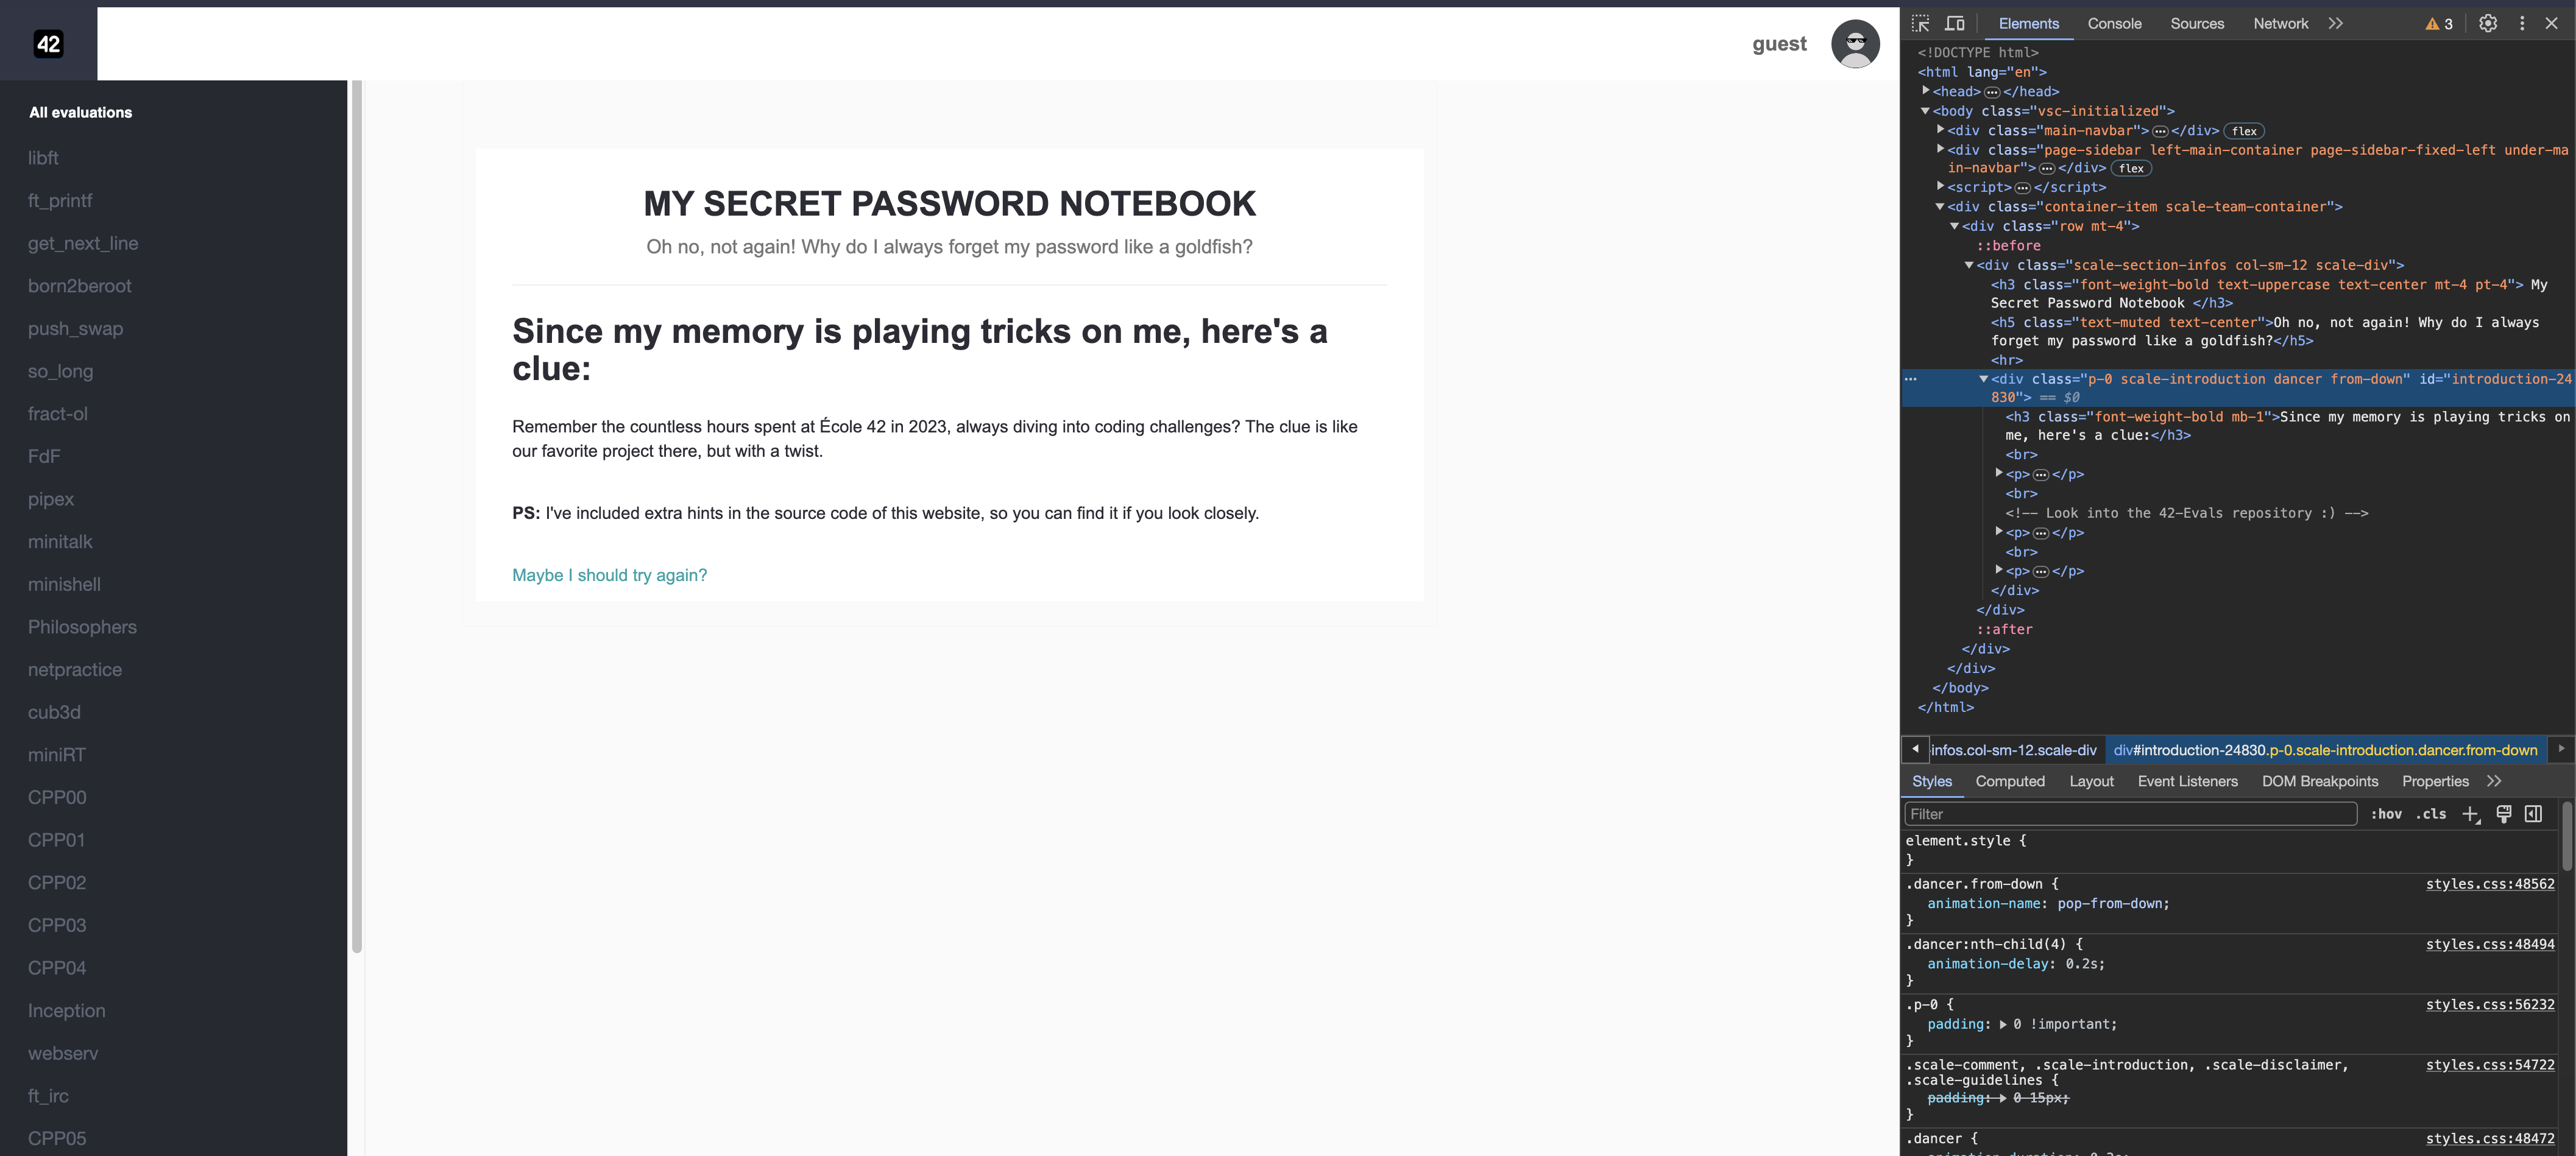 42
guest
All evaluations
libft
ft_printf
get_next_line
born2beroot
push_swap
so_long
fract-ol
FdF
pipex
minitalk
minishell
Philosophers
netpractice
cub3d
miniRT
CPP00
CPP01
CPP02
CPP03
CPP04
Inception
webserv
ft_irc
CPP05
MY SECRET PASSWORD NOTEBOOK
Oh no, not again! Why do I always forget my password like a goldfish?
Since my memory is playing tricks on me, here's a
clue:
Remember the countless hours spent at École 42 in 2023, always diving into coding challenges? The clue is like
our favorite project there, but with a twist.
PS: I've included extra hints in the source code of this website, so you can find it if you look closely.
Maybe I should try again?
Elements Console Sources Network 3
<!DOCTYPE html>
<html lang="en">
<head> </head>
<body class="vsc-initialized">
<div class="main-navbar"> </div> flex
<div class="page-sidebar left-main-container page-sidebar-fixed-left under-ma
in-navbar"> </div> flex
<script> </script>
<div class="container-item scale-team-container">
<div class="row mt-4">
::before
<div class="scale-section-infos col-sm-12 scale-div">
<h3 class="font-weight-bold text-uppercase text-center mt-4 pt-4"> My
Secret Password Notebook </h3>
<h5 class="text-muted text-center">Oh no, not again! Why do I always
forget my password like a goldfish?</h5>
<hr>
<div class="p-0 scale-introduction dancer from-down" id="introduction-24
830"> == $0
<h3 class="font-weight-bold mb-1">Since my memory is playing tricks on
me, here's a clue:</h3>
<br>
<p> </p>
<br>
<!-- Look into the 42-Evals repository :) -->
<p> </p>
<br>
<p> </p>
</div>
</div>
::after
</div>
</div>
</body>
</html>
-infos.col-sm-12.scale-div div#introduction-24830.p-0.scale-introduction.dancer.from-down
Styles Computed Layout Event Listeners DOM Breakpoints Properties
Filter :hov .cls
element.style {
}
.dancer.from-down { styles.css:48562
animation-name: pop-from-down;
}
.dancer:nth-child(4) { styles.css:48494
animation-delay: 0.2s;
}
.p-0 { styles.css:56232
padding: 0 !important;
}
.scale-comment, .scale-introduction, .scale-disclaimer, styles.css:54722
.scale-guidelines {
padding: 0 15px;
}
.dancer { styles.css:48472